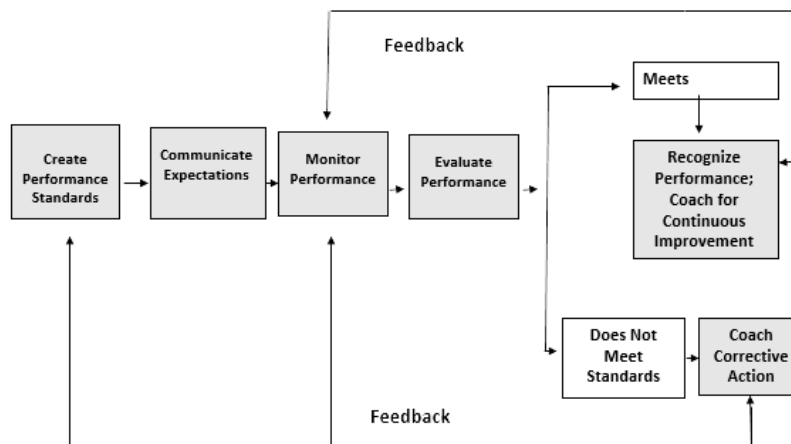 Feedback
Meets
Create
Performance
Standards
Communicate
Expectations
Monitor
Performance
Evaluate
Performance
Recognize
Performance;
Coach for
Continuous
Improvement
Does Not
Meet
Standards
Coach
Corrective
Action
Feedback